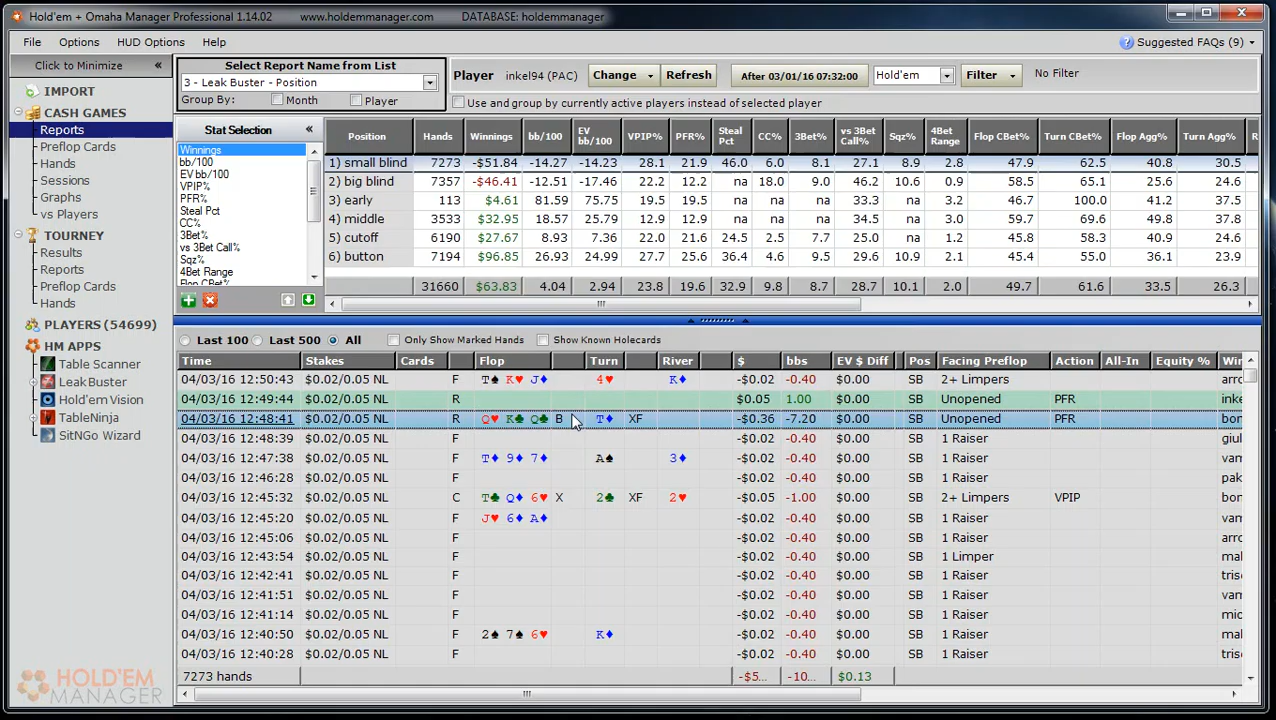 Hold'em + Omaha Manager Professional 1.14.02 www.holdemmanager.com DATABASE: holdemmanager
File Options HUD Options Help Suggested FAQs (9)
Click to Minimize «
IMPORT
CASH GAMES
Reports
Preflop Cards
Hands
Sessions
Graphs
vs Players
TOURNEY
Results
Reports
Preflop Cards
Hands
PLAYERS (54699)
HM APPS
Table Scanner
LeakBuster
Hold'em Vision
TableNinja
SitNGo Wizard
HOLD'EM
MANAGER
Select Report Name from List
3 - Leak Buster - Position
Group By: Month Player
Player inkel94 (PAC) Change Refresh After 03/01/16 07:32:00 Hold'em Filter No Filter
Use and group by currently active players instead of selected player
Stat Selection «
Winnings
bb/100
EV bb/100
VPIP%
PFR%
Steal Pct
CC%
3Bet%
vs 3Bet Call%
Sqz%
4Bet Range
Flop CBet%
Position Hands Winnings bb/100 EV bb/100 VPIP% PFR% Steal Pct CC% 3Bet% vs 3Bet Call% Sqz% 4Bet Range Flop CBet% Turn CBet% Flop Agg% Turn Agg% R
1) small blind 7273 -$51.84 -14.27 -14.23 28.1 21.9 46.0 6.0 8.1 27.1 8.9 2.8 47.9 62.5 40.8 30.5
2) big blind 7357 -$46.41 -12.51 -17.46 22.2 12.2 na 18.0 9.0 46.2 10.6 0.9 58.5 65.1 25.6 24.6
3) early 113 $4.61 81.59 75.75 19.5 19.5 na na na 33.3 na 3.2 46.7 100.0 41.2 37.5
4) middle 3533 $32.95 18.57 25.79 12.9 12.9 na na na 34.5 na 3.0 59.7 69.6 49.8 37.8
5) cutoff 6190 $27.67 8.93 7.36 22.0 21.6 24.5 2.5 7.7 25.0 na 1.2 45.8 58.3 40.9 24.6
6) button 7194 $96.85 26.93 24.99 27.7 25.6 36.4 4.6 9.5 29.6 10.9 2.1 45.4 55.0 36.1 23.9
31660 $63.83 4.04 2.94 23.8 19.6 32.9 9.8 8.7 28.7 10.1 2.0 49.7 61.6 33.5 26.3
Last 100 Last 500 All Only Show Marked Hands Show Known Holecards
Time Stakes Cards Flop Turn River $ bbs EV $ Diff Pos Facing Preflop Action All-In Equity % Win
04/03/16 12:50:43 $0.02/0.05 NL F T♠ K♥ J♦ 4♥ K♦ -$0.02 -0.40 $0.00 SB 2+ Limpers arro
04/03/16 12:49:44 $0.02/0.05 NL R $0.05 1.00 $0.00 SB Unopened PFR inke
04/03/16 12:48:41 $0.02/0.05 NL R Q♥ K♣ Q♣ B T♦ XF -$0.36 -7.20 $0.00 SB Unopened PFR bon
04/03/16 12:48:39 $0.02/0.05 NL F -$0.02 -0.40 $0.00 SB 1 Raiser giul
04/03/16 12:47:38 $0.02/0.05 NL F T♦ 9♦ 7♦ A♠ 3♦ -$0.02 -0.40 $0.00 SB 1 Raiser vam
04/03/16 12:46:28 $0.02/0.05 NL F -$0.02 -0.40 $0.00 SB 1 Raiser pak
04/03/16 12:45:32 $0.02/0.05 NL C T♣ Q♦ 6♥ X 2♣ XF 2♥ -$0.05 -1.00 $0.00 SB 2+ Limpers VPIP bon
04/03/16 12:45:20 $0.02/0.05 NL F J♥ 6♦ A♦ -$0.02 -0.40 $0.00 SB 1 Raiser vam
04/03/16 12:45:06 $0.02/0.05 NL F -$0.02 -0.40 $0.00 SB 1 Raiser arro
04/03/16 12:43:54 $0.02/0.05 NL F -$0.02 -0.40 $0.00 SB 1 Limper mal
04/03/16 12:42:41 $0.02/0.05 NL F -$0.02 -0.40 $0.00 SB 1 Raiser tris
04/03/16 12:41:51 $0.02/0.05 NL F -$0.02 -0.40 $0.00 SB 1 Raiser vam
04/03/16 12:41:14 $0.02/0.05 NL F -$0.02 -0.40 $0.00 SB 1 Raiser mic
04/03/16 12:40:50 $0.02/0.05 NL F 2♠ 7♠ 6♥ K♦ -$0.02 -0.40 $0.00 SB 1 Raiser mal
04/03/16 12:40:28 $0.02/0.05 NL F -$0.02 -0.40 $0.00 SB 1 Raiser tris
7273 hands -$5... -10... $0.13